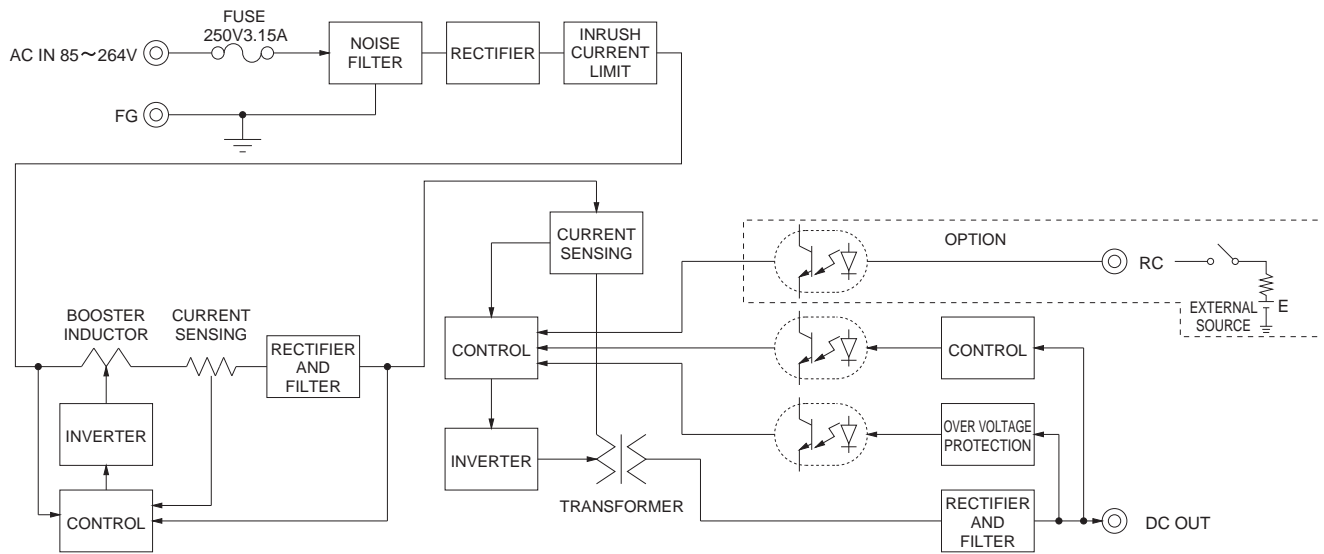 FUSE
250V3.15A
AC IN 85～264V
NOISE
FILTER
RECTIFIER
INRUSH
CURRENT
LIMIT
FG
CURRENT
SENSING
OPTION
RC
E
EXTERNAL
SOURCE
BOOSTER
INDUCTOR
CURRENT
SENSING
RECTIFIER
AND
FILTER
CONTROL
CONTROL
INVERTER
INVERTER
OVER VOLTAGE
PROTECTION
TRANSFORMER
CONTROL
RECTIFIER
AND
FILTER
DC OUT